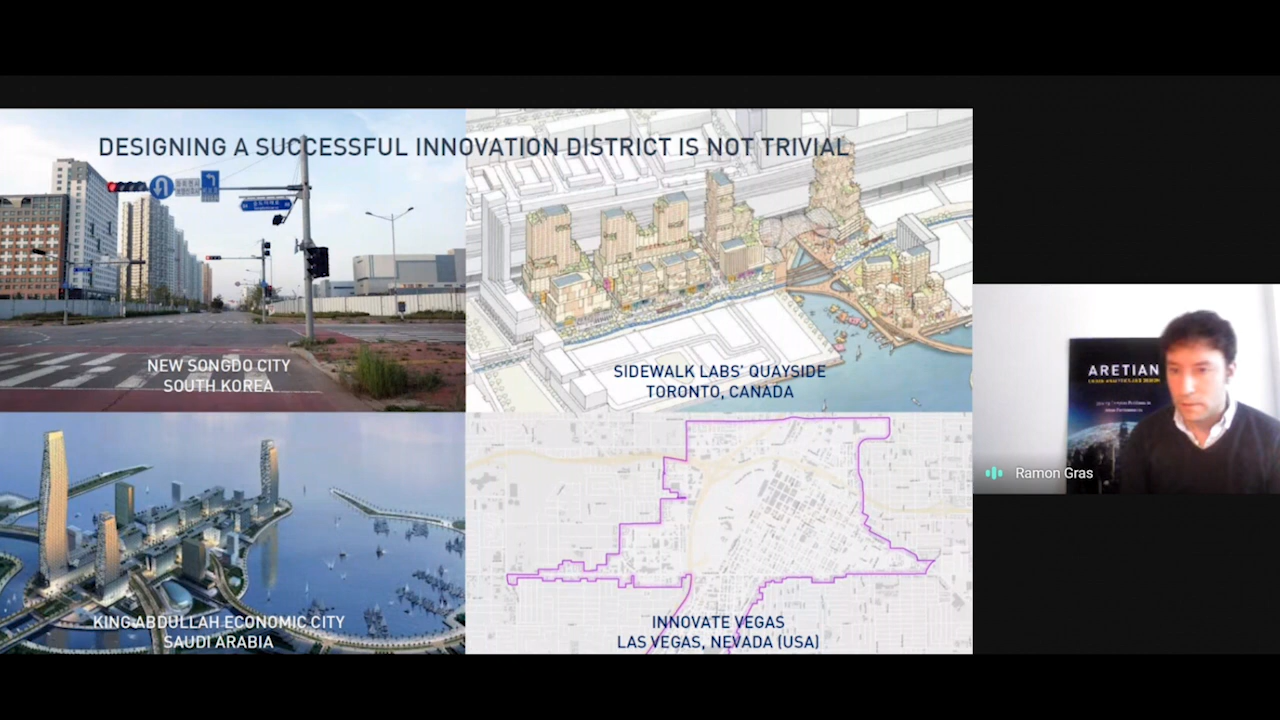 DESIGNING A SUCCESSFUL INNOVATION DISTRICT IS NOT TRIVIAL
NEW SONGDO CITY
SOUTH KOREA
SIDEWALK LABS' QUAYSIDE
TORONTO, CANADA
KING ABDULLAH ECONOMIC CITY
SAUDI ARABIA
INNOVATE VEGAS
LAS VEGAS, NEVADA (USA)
ARETIAN
Ramon Gras